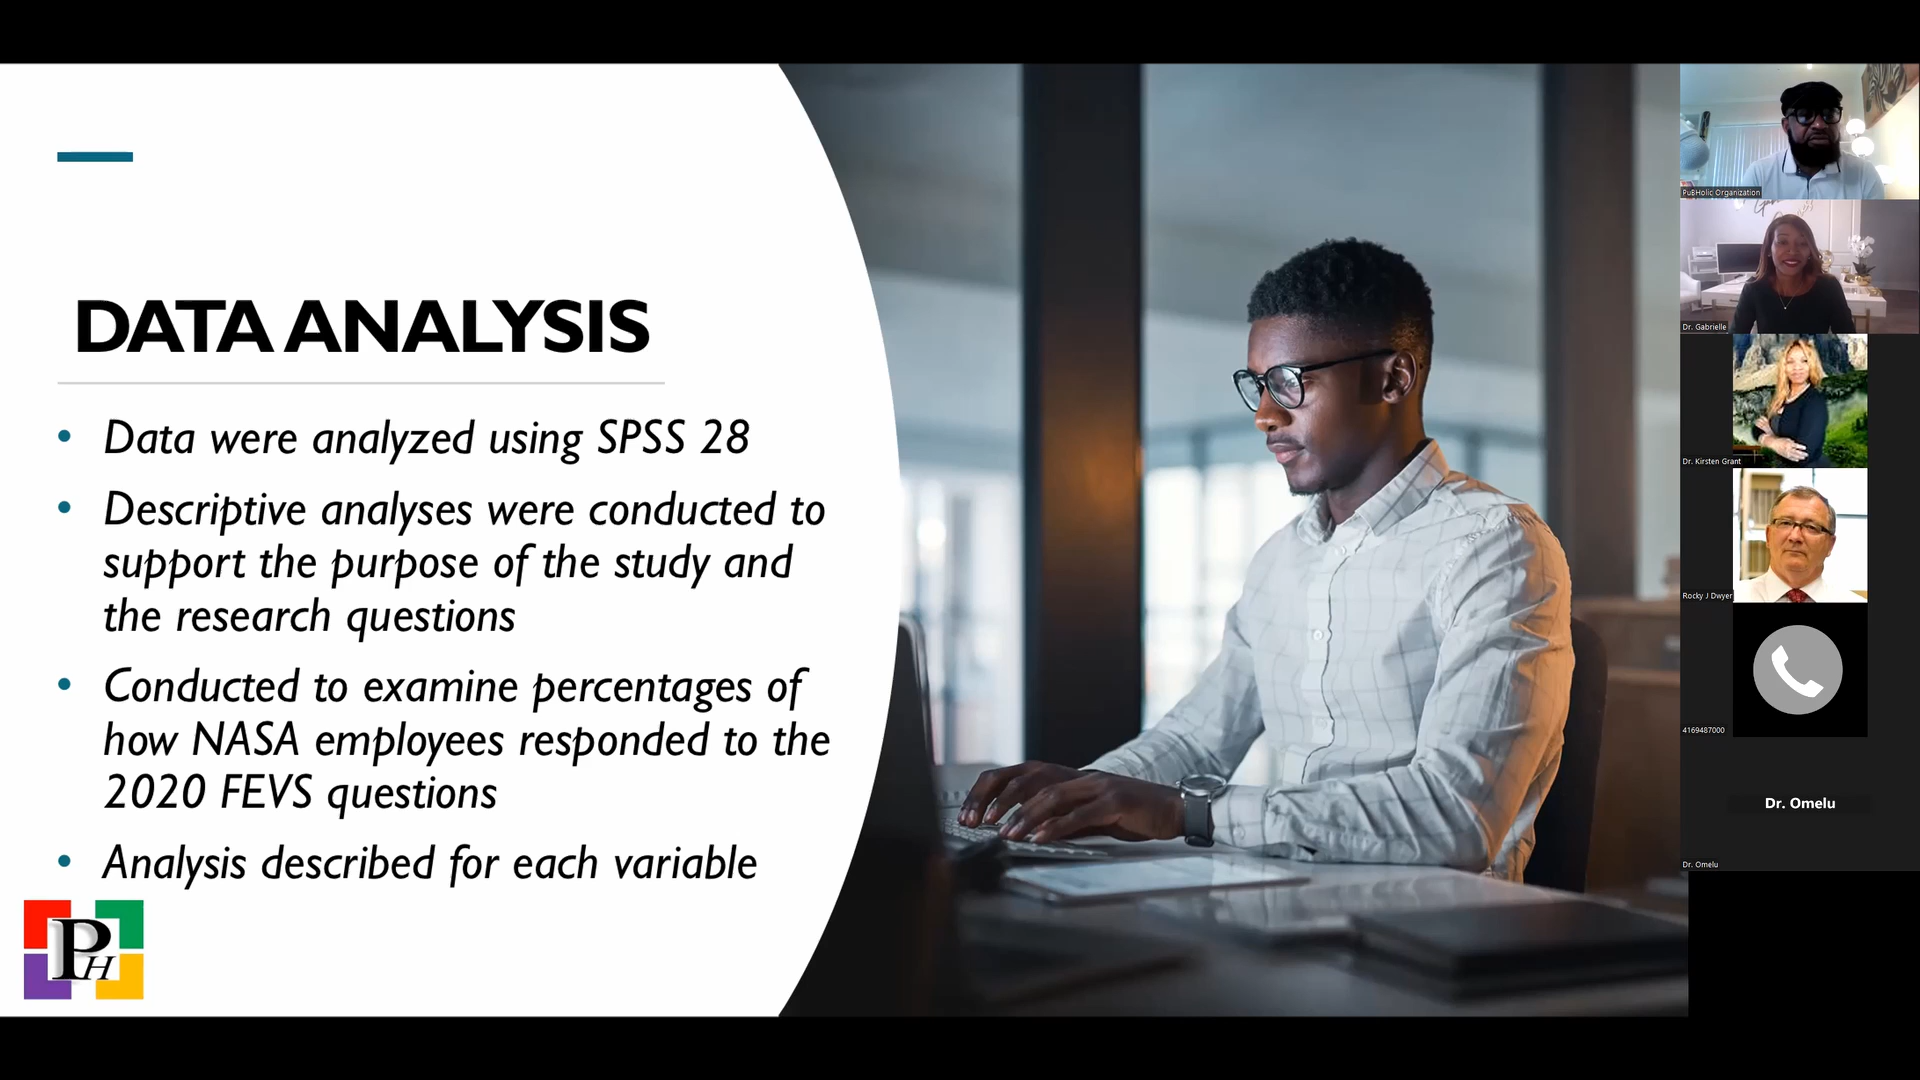 DATA ANALYSIS
• Data were analyzed using SPSS 28
• Descriptive analyses were conducted to
support the purpose of the study and
the research questions
• Conducted to examine percentages of
how NASA employees responded to the
2020 FEVS questions
• Analysis described for each variable
PH
PuBHolic Organization
Dr. Gabrielle
Dr. Kirsten Grant
Rocky J Dwyer
4169487000
Dr. Omelu
Dr. Omelu